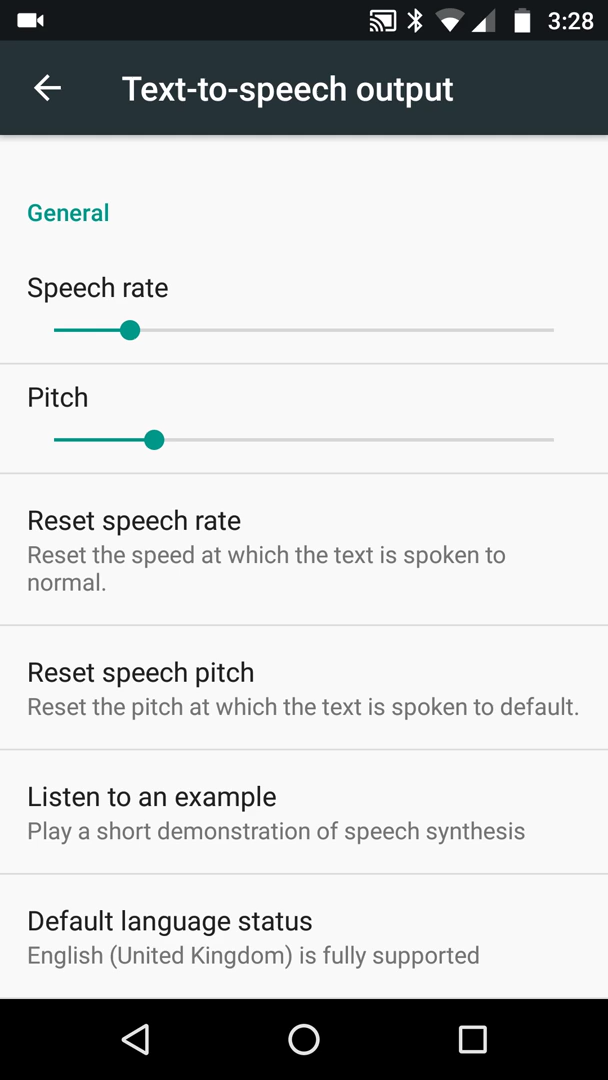 3:28
Text-to-speech output
General
Speech rate
Pitch
Reset speech rate
Reset the speed at which the text is spoken to
normal.
Reset speech pitch
Reset the pitch at which the text is spoken to default.
Listen to an example
Play a short demonstration of speech synthesis
Default language status
English (United Kingdom) is fully supported